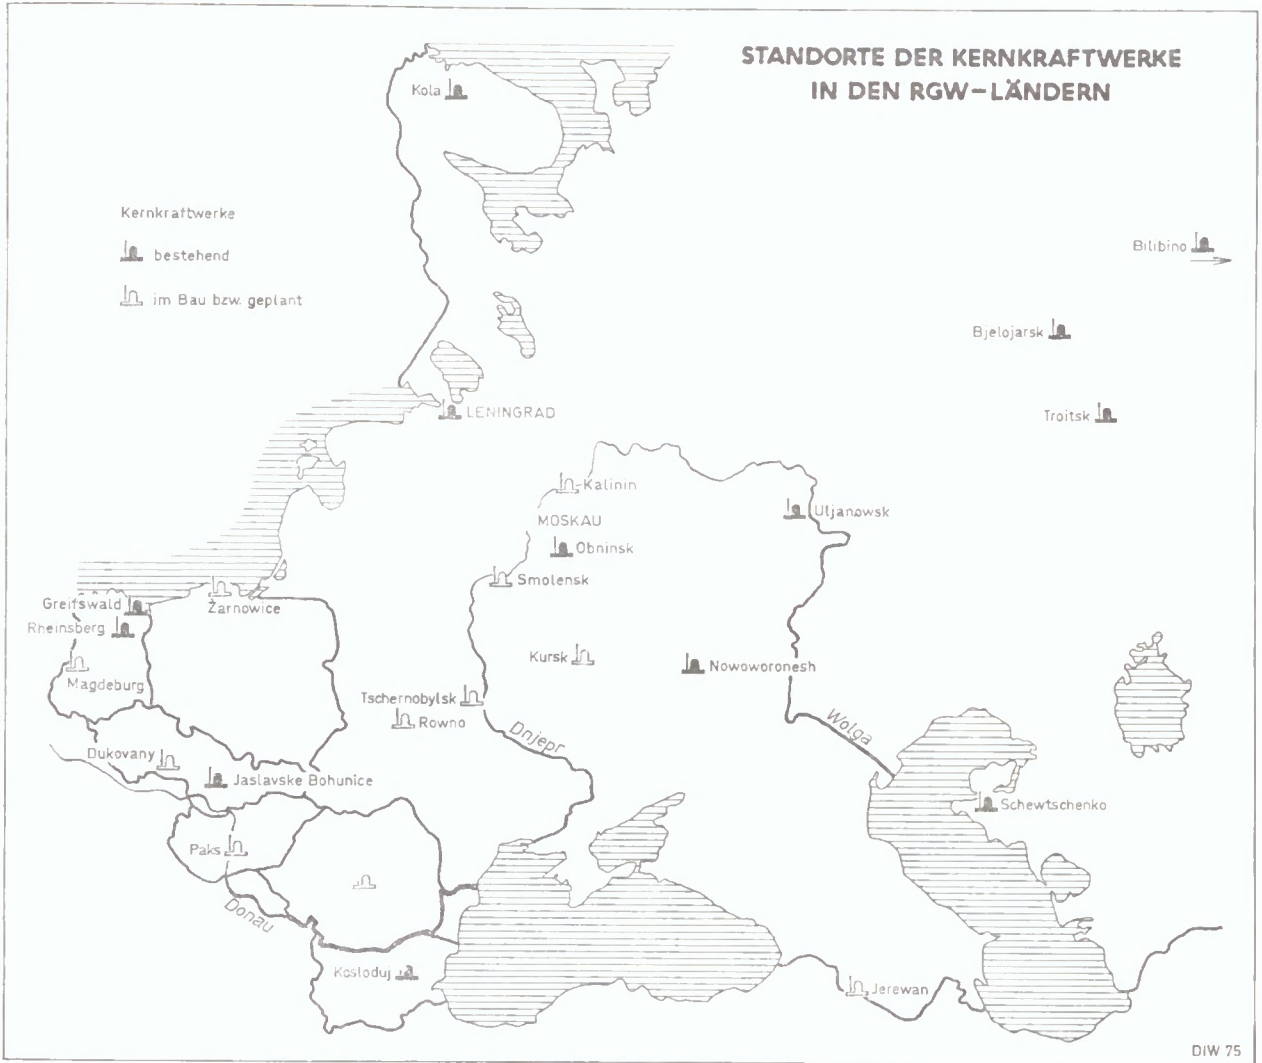 STANDORTE DER KERNKRAFTWERKE
IN DEN RGW-LÄNDERN
Kola
Kernkraftwerke
bestehend
im Bau bzw. geplant
Bilibino
Bjelojarsk
Troitsk
LENINGRAD
Kalinin
MOSKAU
Uljanowsk
Obninsk
Smolensk
Greifswald
Żarnowice
Rheinsberg
Kursk
Nowoworonesh
Magdeburg
Tschernobylsk
Rowno
Dnjepr
Wolga
Dukovany
Jaslavske Bohunice
Schewtschenko
Paks
Donau
Kosloduj
Jerewan
DIW 75